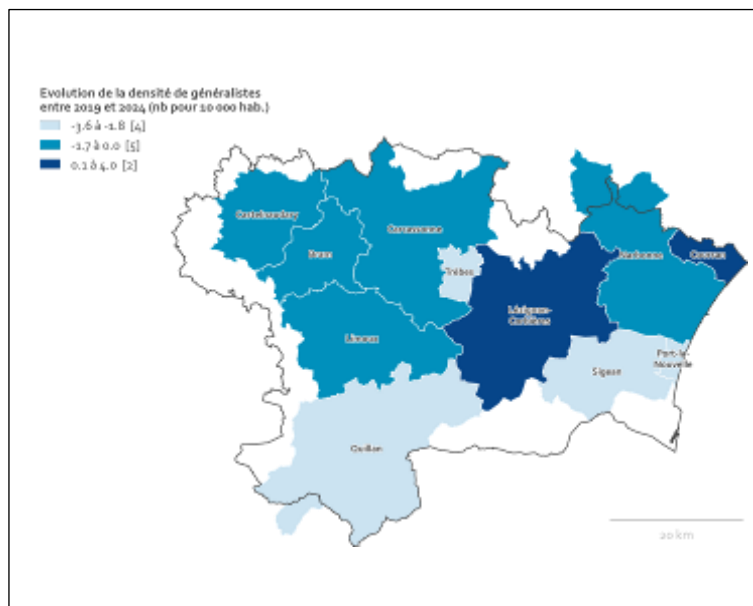 Evolution de la densité de généralistes
entre 2019 et 2024 (nb pour 10 000 hab.)
-3.6 à -1.8 [4]
-1.7 à 0.0 [5]
0.1 à 4.0 [2]
Castelnaudary
Carcassonne
Bram
Trèbes
Narbonne
Coursan
Lézignan-
Corbières
Limoux
Port-la-
Nouvelle
Sigean
Quillan
20 km